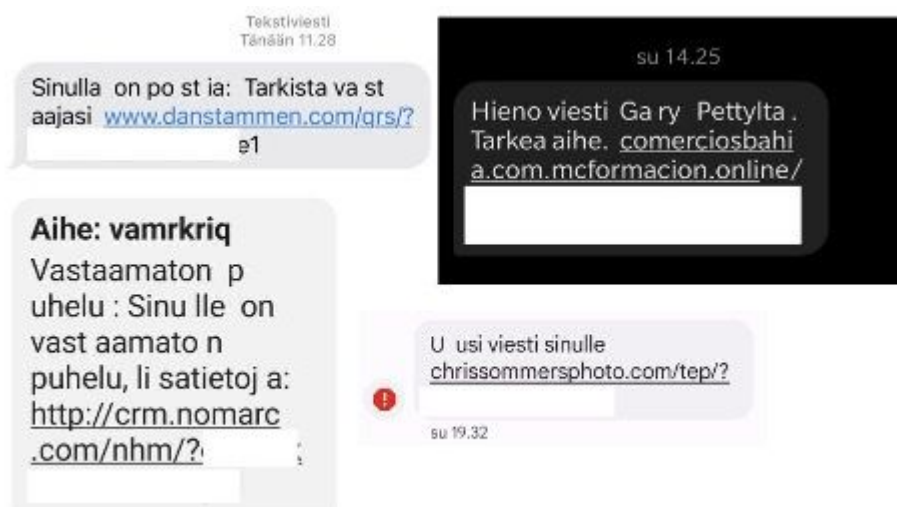 Tekstiviesti
Tänään 11.28
Sinulla on po st ia: Tarkista va st
aajasi www.danstammen.com/qrs/?
e1
su 14.25
Hieno viesti Ga ry Pettylta .
Tarkea aihe. comerciosbahi
a.com.mcformacion.online/
Aihe: vamrkriq
Vastaamaton p
uhelu : Sinu lle on
vast aamato n
puhelu, li satietoj a:
http://crm.nomarc
.com/nhm/?
U usi viesti sinulle
chrissommersphoto.com/tep/?
su 19.32